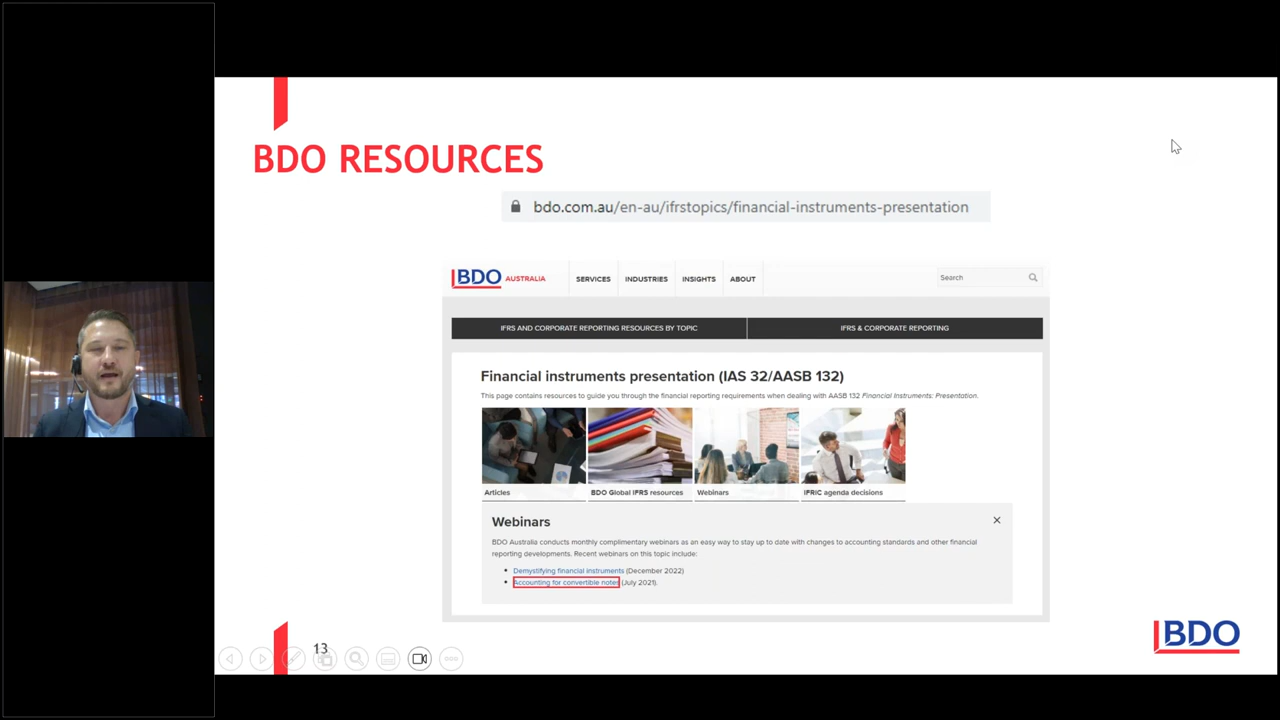 BDO RESOURCES
bdo.com.au/en-au/ifrstopics/financial-instruments-presentation
BDO AUSTRALIA
SERVICES
INDUSTRIES
INSIGHTS
ABOUT
Search
IFRS AND CORPORATE REPORTING RESOURCES BY TOPIC
IFRS & CORPORATE REPORTING
Financial instruments presentation (IAS 32/AASB 132)
This page contains resources to guide you through the financial reporting requirements when dealing with AASB 132 Financial Instruments: Presentation.
Articles
BDO Global IFRS resources
Webinars
IFRIC agenda decisions
Webinars
BDO Australia conducts monthly complimentary webinars as an easy way to stay up to date with changes to accounting standards and other financial
reporting developments. Recent webinars on this topic include:
• Demystifying financial instruments (December 2022)
• Accounting for convertible notes (July 2021).
13
BDO